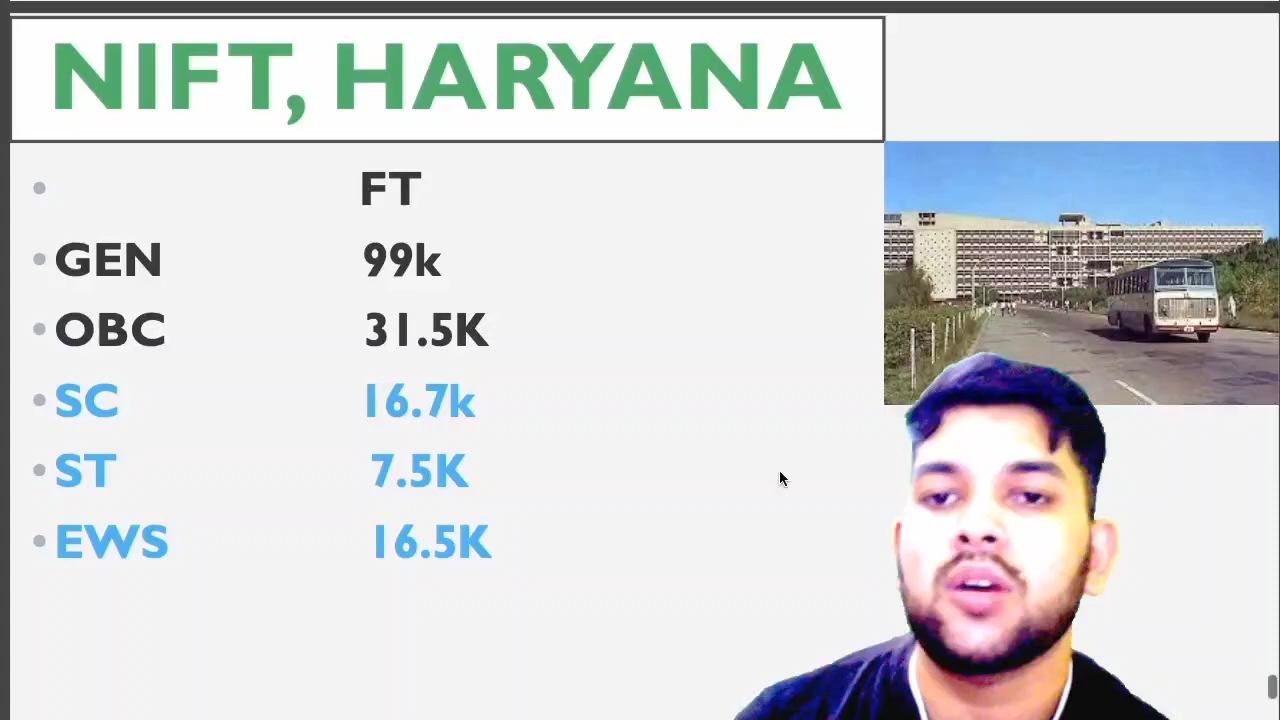 NIFT, HARYANA
FT
GEN 99k
OBC 31.5K
SC 16.7k
ST 7.5K
EWS 16.5K